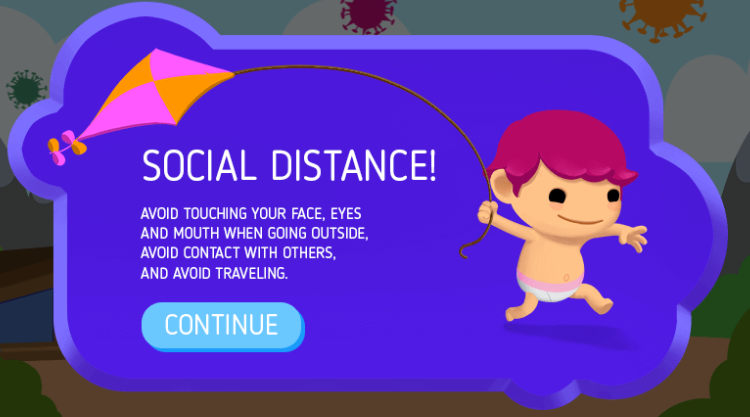 SOCIAL DISTANCE!
AVOID TOUCHING YOUR FACE, EYES
AND MOUTH WHEN GOING OUTSIDE,
AVOID CONTACT WITH OTHERS,
AND AVOID TRAVELING.
CONTINUE